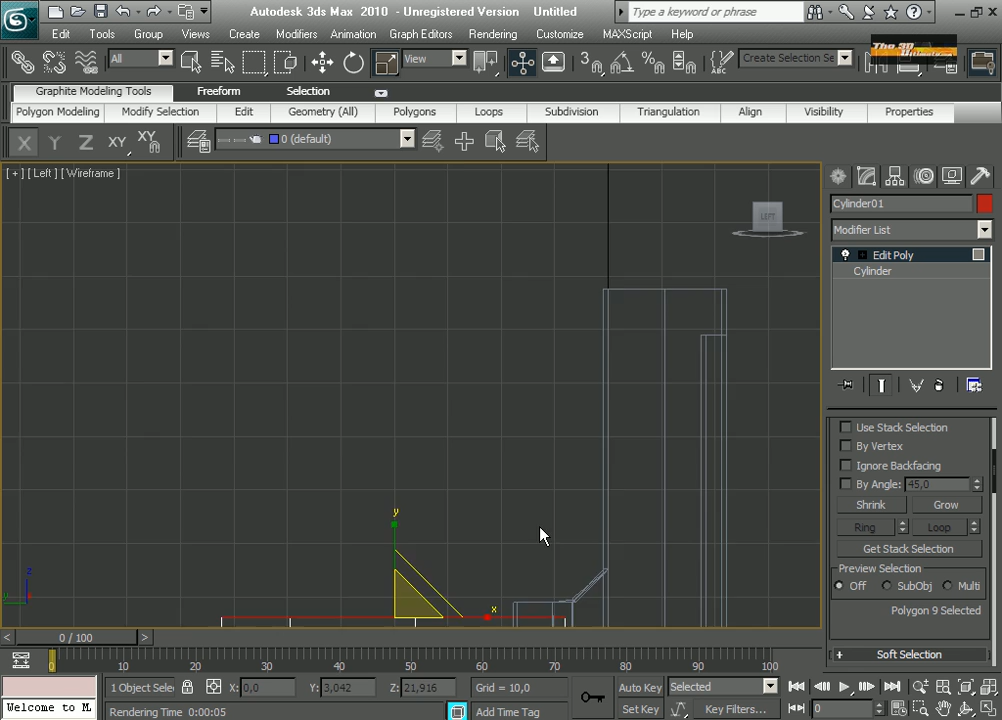 Autodesk 3ds Max 2010 - Unregistered Version Untitled
Type a keyword or phrase
Edit Tools Group Views Create Modifiers Animation Graph Editors Rendering Customize MAXScript Help
All
View
3
Create Selection Se
Graphite Modeling Tools Freeform Selection
Polygon Modeling Modify Selection Edit Geometry (All) Polygons Loops Subdivision Triangulation Align Visibility Properties
X Y Z XY XY
0 (default)
[ + ] [ Left ] [ Wireframe ]
LEFT
Cylinder01
Modifier List
Edit Poly
Cylinder
Use Stack Selection
By Vertex
Ignore Backfacing
By Angle: 45,0
Shrink Grow
Ring Loop
Get Stack Selection
Preview Selection
Off SubObj Multi
Polygon 9 Selected
Soft Selection
y
x
z
y
0 / 100
0 10 20 30 40 50 60 70 80 90 100
1 Object Selec X: 0,0 Y: 3,042 Z: 21,916 Grid = 10,0 Auto Key Selected
Welcome to M. Rendering Time 0:00:05 Add Time Tag Set Key Key Filters... 0